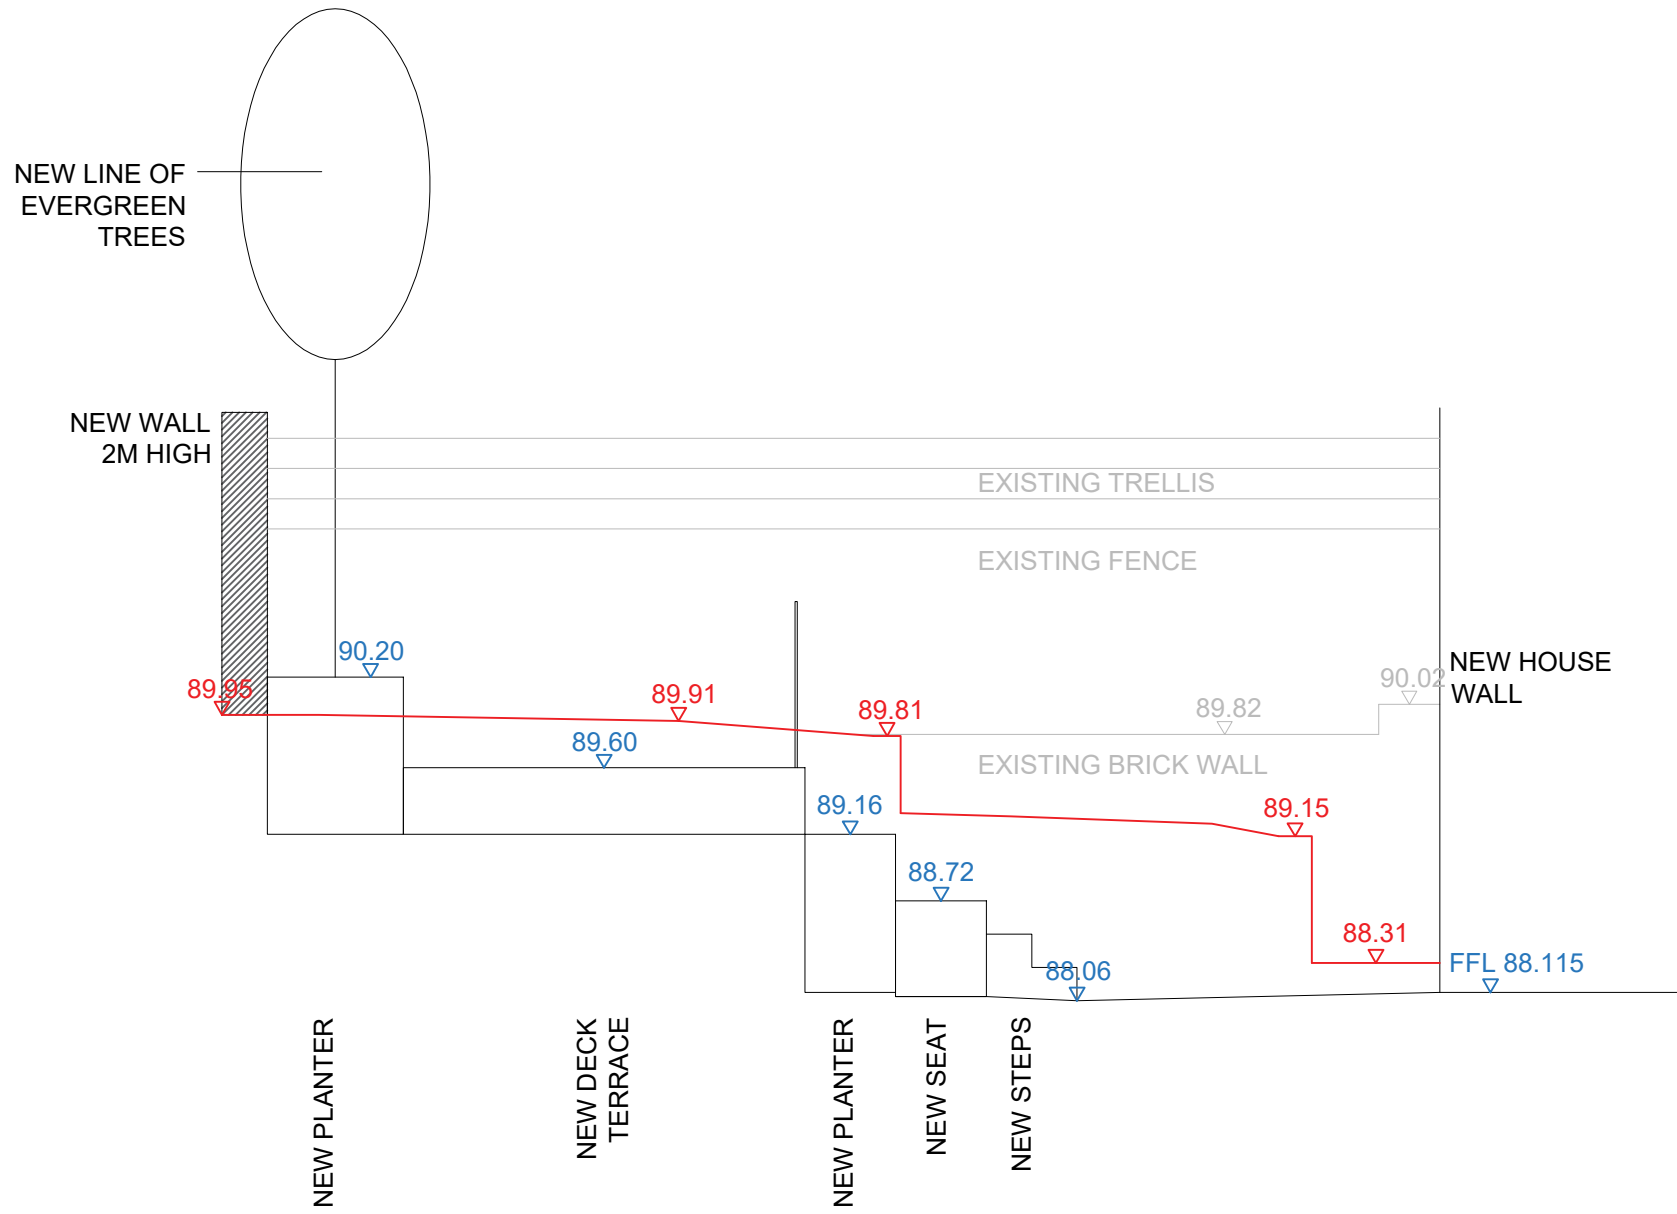 NEW LINE OF
EVERGREEN
TREES
NEW WALL
2M HIGH
EXISTING TRELLIS
EXISTING FENCE
90.20
89.95
89.91
89.81
89.82
90.02
NEW HOUSE
WALL
89.60
EXISTING BRICK WALL
89.16
89.15
88.72
88.31
88.06
FFL 88.115
NEW PLANTER
NEW DECK
TERRACE
NEW PLANTER
NEW SEAT
NEW STEPS